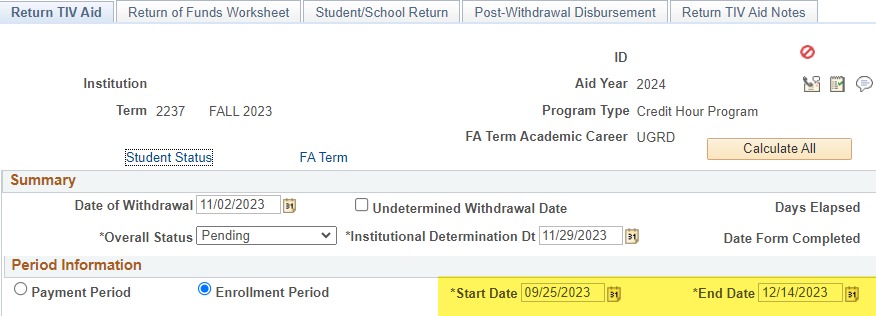 Return TIV Aid Return of Funds Worksheet Student/School Return Post-Withdrawal Disbursement Return TIV Aid Notes
ID
Institution Aid Year 2024
Term 2237 FALL 2023 Program Type Credit Hour Program
FA Term Academic Career UGRD
Calculate All
Student Status FA Term
Summary
Date of Withdrawal 11/02/2023 31 Undetermined Withdrawal Date Days Elapsed
*Overall Status Pending *Institutional Determination Dt 11/29/2023 31 Date Form Completed
Period Information
Payment Period Enrollment Period *Start Date 09/25/2023 31 *End Date 12/14/2023 31